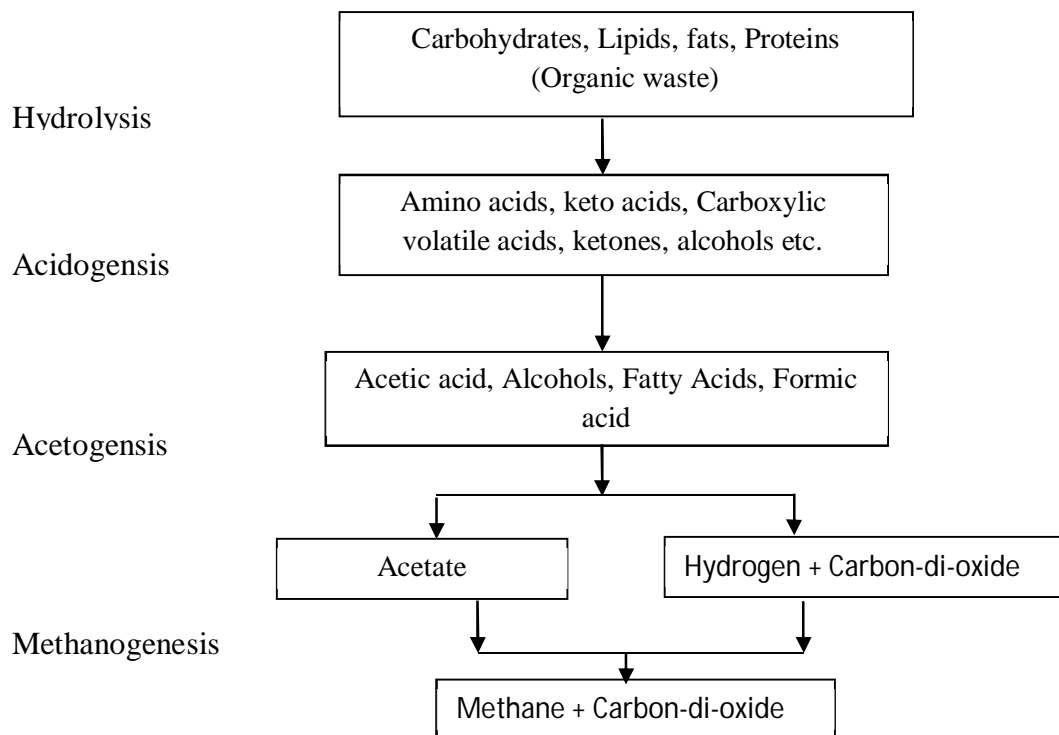 Carbohydrates, Lipids, fats, Proteins
(Organic waste)
Hydrolysis
Amino acids, keto acids, Carboxylic
volatile acids, ketones, alcohols etc.
Acidogensis
Acetic acid, Alcohols, Fatty Acids, Formic
acid
Acetogensis
Acetate
Hydrogen + Carbon-di-oxide
Methanogenesis
Methane + Carbon-di-oxide